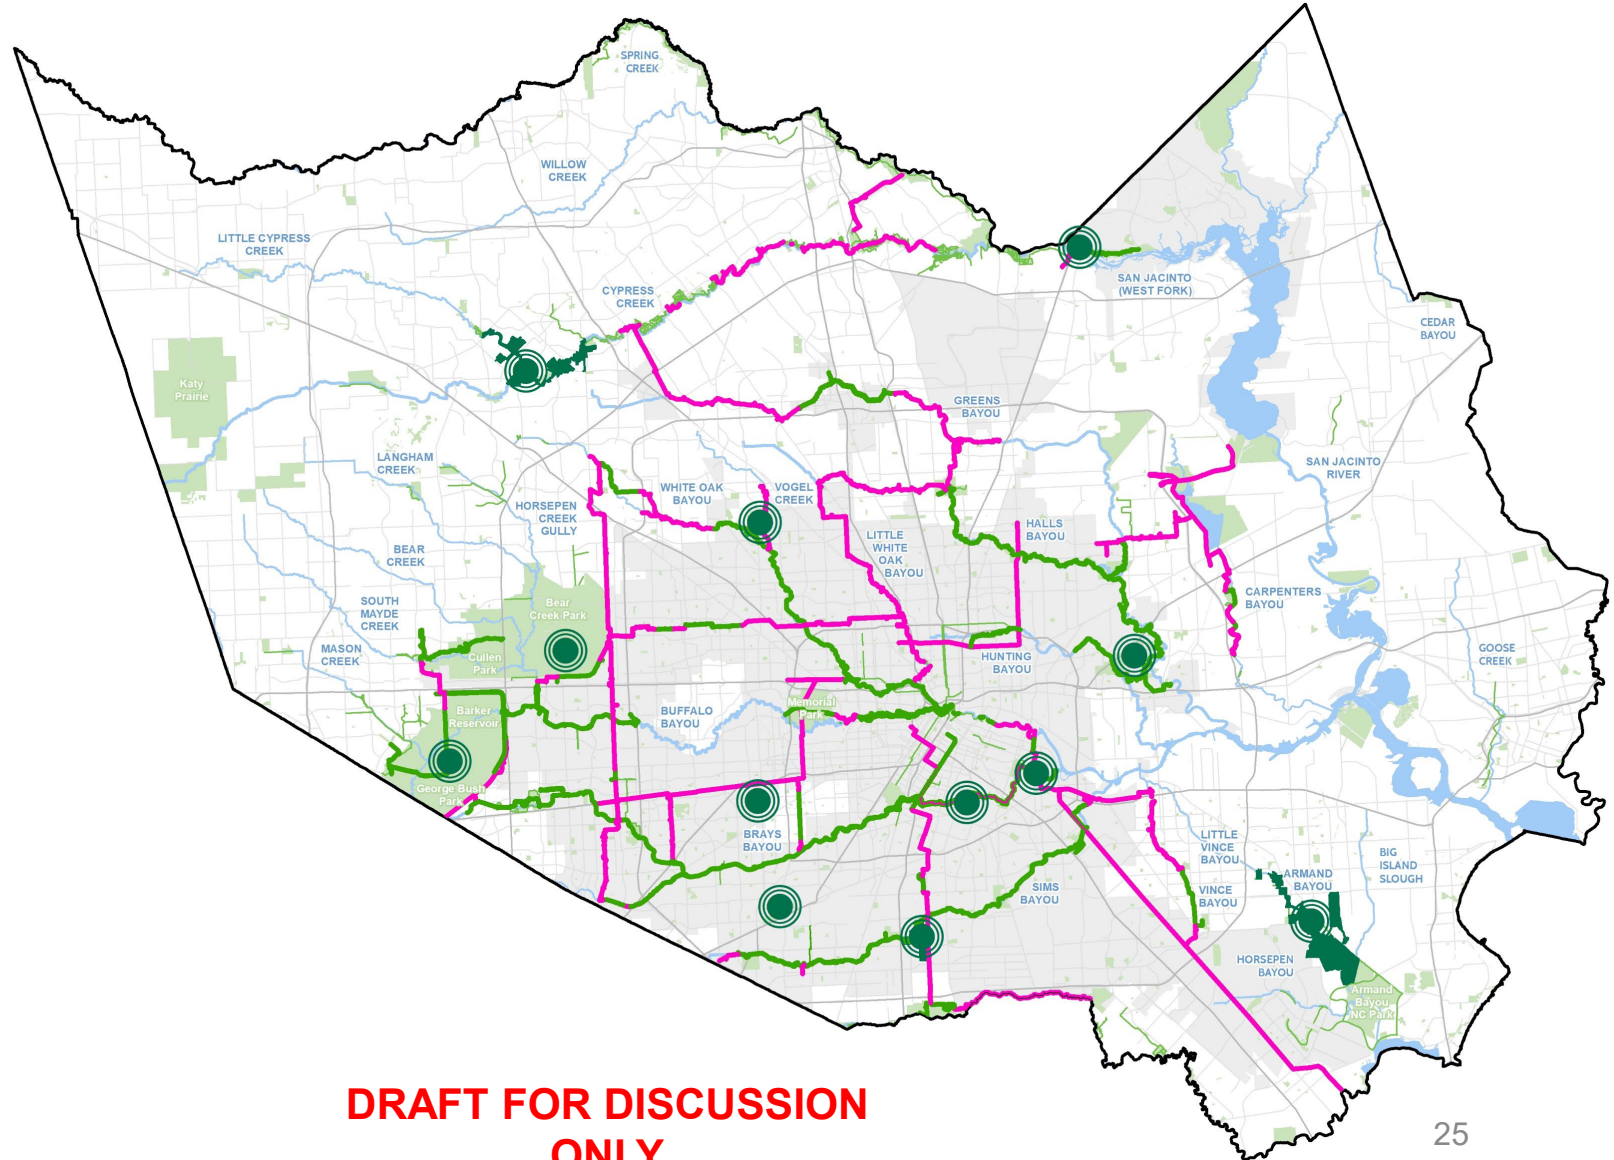 SPRING
CREEK
WILLOW
CREEK
LITTLE CYPRESS
CREEK
CYPRESS
CREEK
SAN JACINTO
(WEST FORK)
CEDAR
BAYOU
Katy
Prairie
GREENS
BAYOU
LANGHAM
CREEK
WHITE OAK
BAYOU
VOGEL
CREEK
SAN JACINTO
RIVER
HORSEPEN
CREEK
GULLY
LITTLE
WHITE
OAK
BAYOU
HALLS
BAYOU
BEAR
CREEK
SOUTH
MAYDE
CREEK
Bear
Creek Park
CARPENTERS
BAYOU
MASON
CREEK
Cullen
Park
HUNTING
BAYOU
GOOSE
CREEK
Barker
Reservoir
BUFFALO
BAYOU
Memorial
Park
George Bush
Park
BRAYS
BAYOU
LITTLE
VINCE
BAYOU
BIG
ISLAND
SLOUGH
SIMS
BAYOU
VINCE
BAYOU
ARMAND
BAYOU
HORSEPEN
BAYOU
Armand
Bayou
NC Park
DRAFT FOR DISCUSSION
ONLY
25